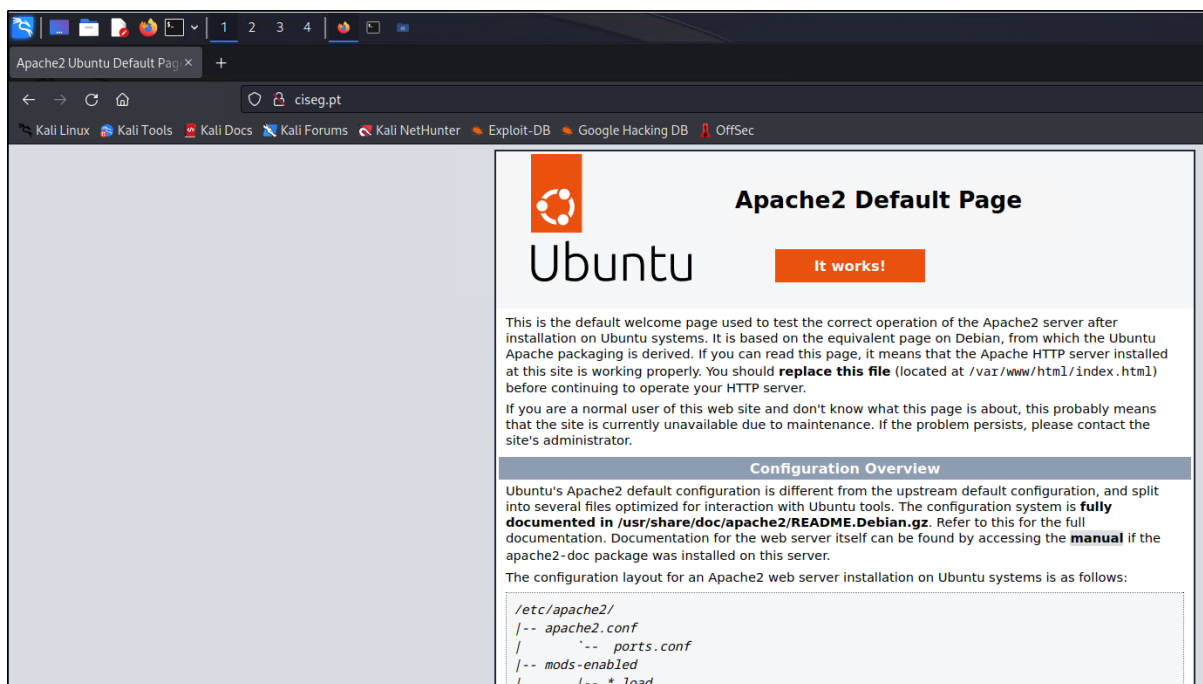 1 2 3 4
Apache2 Ubuntu Default Pag
ciseg.pt
Kali Linux Kali Tools Kali Docs Kali Forums Kali NetHunter Exploit-DB Google Hacking DB OffSec
Ubuntu
Apache2 Default Page
It works!
This is the default welcome page used to test the correct operation of the Apache2 server after
installation on Ubuntu systems. It is based on the equivalent page on Debian, from which the Ubuntu
Apache packaging is derived. If you can read this page, it means that the Apache HTTP server installed
at this site is working properly. You should replace this file (located at /var/www/html/index.html)
before continuing to operate your HTTP server.
If you are a normal user of this web site and don't know what this page is about, this probably means
that the site is currently unavailable due to maintenance. If the problem persists, please contact the
site's administrator.
Configuration Overview
Ubuntu's Apache2 default configuration is different from the upstream default configuration, and split
into several files optimized for interaction with Ubuntu tools. The configuration system is fully
documented in /usr/share/doc/apache2/README.Debian.gz. Refer to this for the full
documentation. Documentation for the web server itself can be found by accessing the manual if the
apache2-doc package was installed on this server.
The configuration layout for an Apache2 web server installation on Ubuntu systems is as follows:
/etc/apache2/
|-- apache2.conf
|       `--  ports.conf
|-- mods-enabled
|       |-- *.load